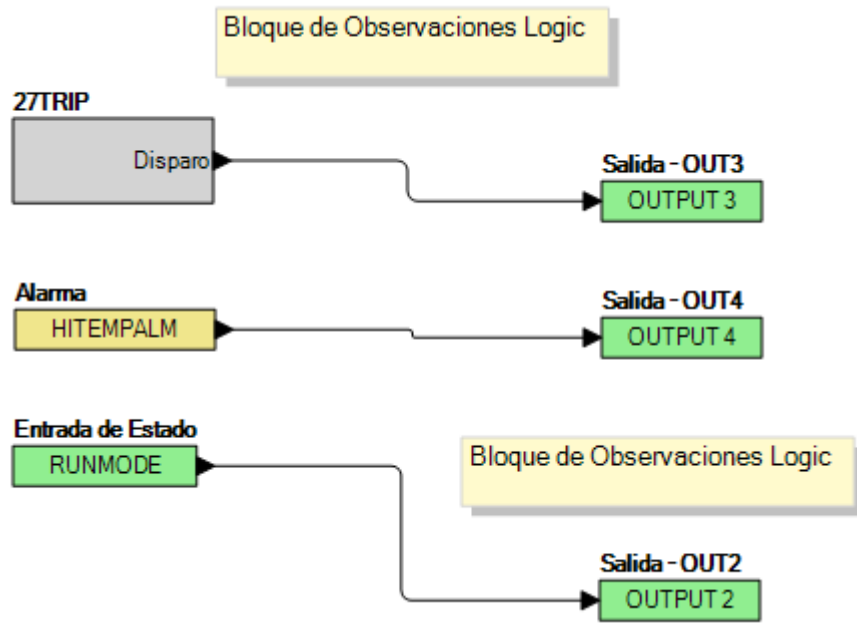 Bloque de Observaciones Logic
27TRIP
Disparo
Salida - OUT3
OUTPUT 3
Alarma
HITEMPALM
Salida - OUT4
OUTPUT 4
Entrada de Estado
RUNMODE
Bloque de Observaciones Logic
Salida - OUT2
OUTPUT 2